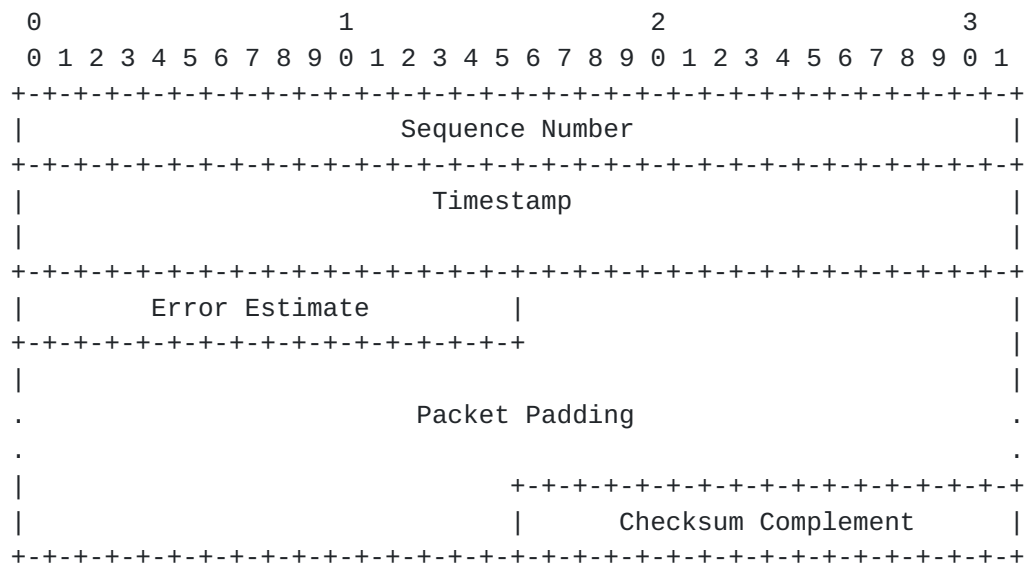 0                   1                   2                   3
 0 1 2 3 4 5 6 7 8 9 0 1 2 3 4 5 6 7 8 9 0 1 2 3 4 5 6 7 8 9 0 1
+-+-+-+-+-+-+-+-+-+-+-+-+-+-+-+-+-+-+-+-+-+-+-+-+-+-+-+-+-+-+-+-+
|                        Sequence Number                        |
+-+-+-+-+-+-+-+-+-+-+-+-+-+-+-+-+-+-+-+-+-+-+-+-+-+-+-+-+-+-+-+-+
|                          Timestamp                            |
|                                                               |
+-+-+-+-+-+-+-+-+-+-+-+-+-+-+-+-+-+-+-+-+-+-+-+-+-+-+-+-+-+-+-+-+
|        Error Estimate         |                               |
+-+-+-+-+-+-+-+-+-+-+-+-+-+-+-+-+                               |
|                                                               |
.                         Packet Padding                        .
.                                                               .
|                               +-+-+-+-+-+-+-+-+-+-+-+-+-+-+-+-+
|                               |      Checksum Complement      |
+-+-+-+-+-+-+-+-+-+-+-+-+-+-+-+-+-+-+-+-+-+-+-+-+-+-+-+-+-+-+-+-+